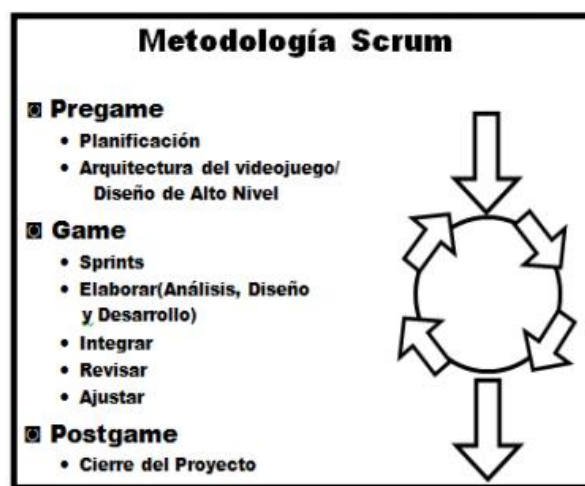 Metodología Scrum
◙ Pregame
• Planificación
• Arquitectura del videojuego/
Diseño de Alto Nivel
◙ Game
• Sprints
• Elaborar(Análisis, Diseño
y Desarrollo)
• Integrar
• Revisar
• Ajustar
◙ Postgame
• Cierre del Proyecto